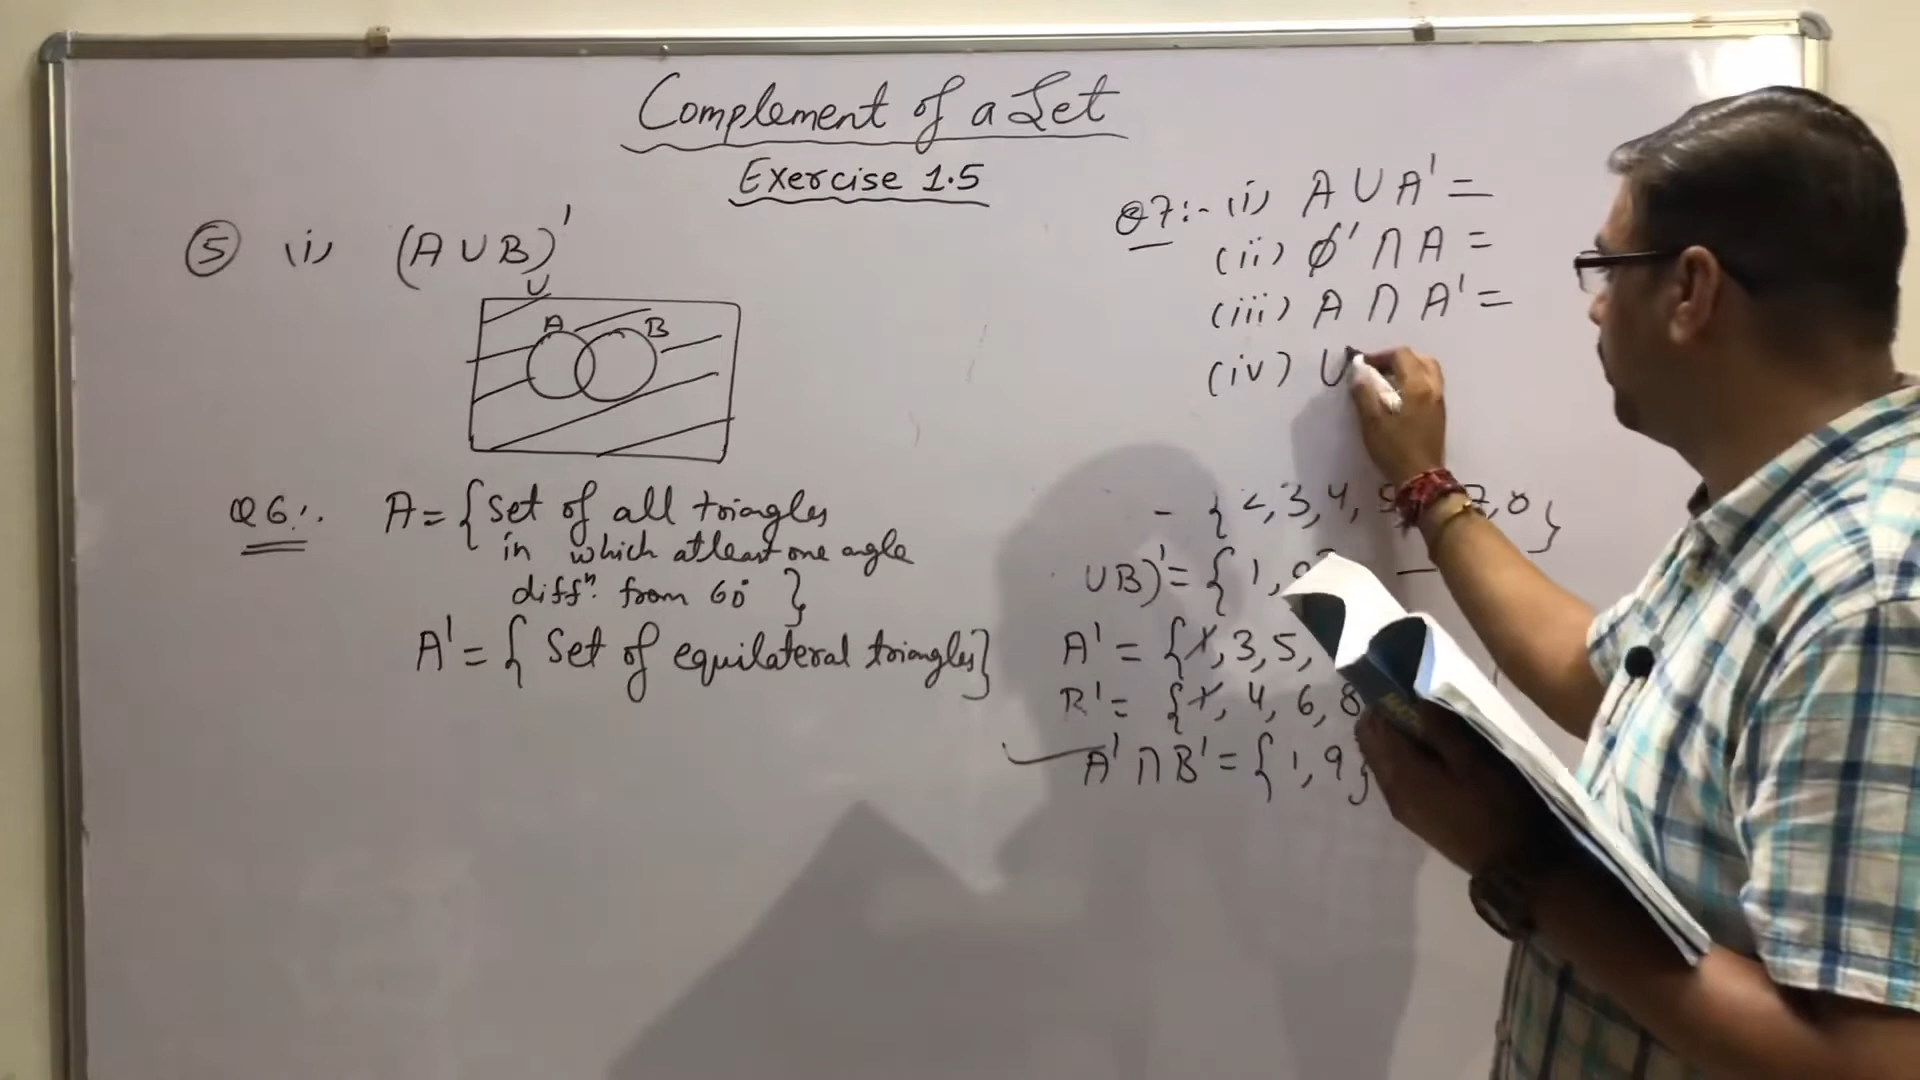 Complement of a Set
Exercise 1.5
⑤ (i) (A ∪ B)'
U
A B
Q6:. A = { Set of all triangles
in which atleast one angle
diffⁿ. from 60° }
A' = { Set of equilateral triangles }
Q7:- (i) A ∪ A' =
(ii) ϕ' ∩ A =
(iii) A ∩ A' =
(iv) U
- { 2, 3, 4, 5, 7, 8 }
∪ B)' = { 1, 9
A' = { 1, 3, 5,
B' = { 1, 4, 6, 8
A' ∩ B' = { 1, 9 }